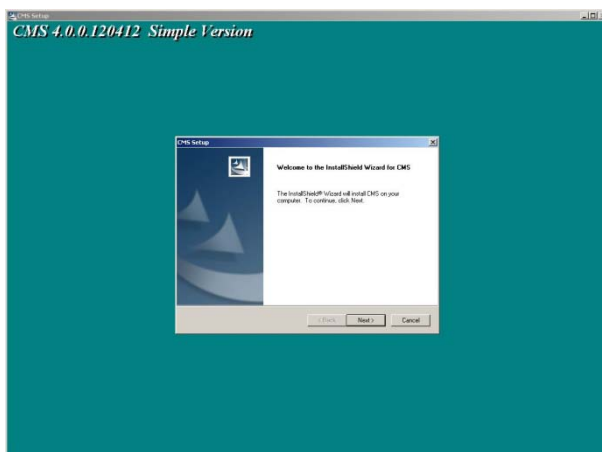 CMS Setup
CMS 4.0.0.120412 Simple Version
CMS Setup
Welcome to the InstallShield Wizard for CMS
The InstallShield® Wizard will install CMS on your
computer. To continue, click Next.
< Back
Next >
Cancel